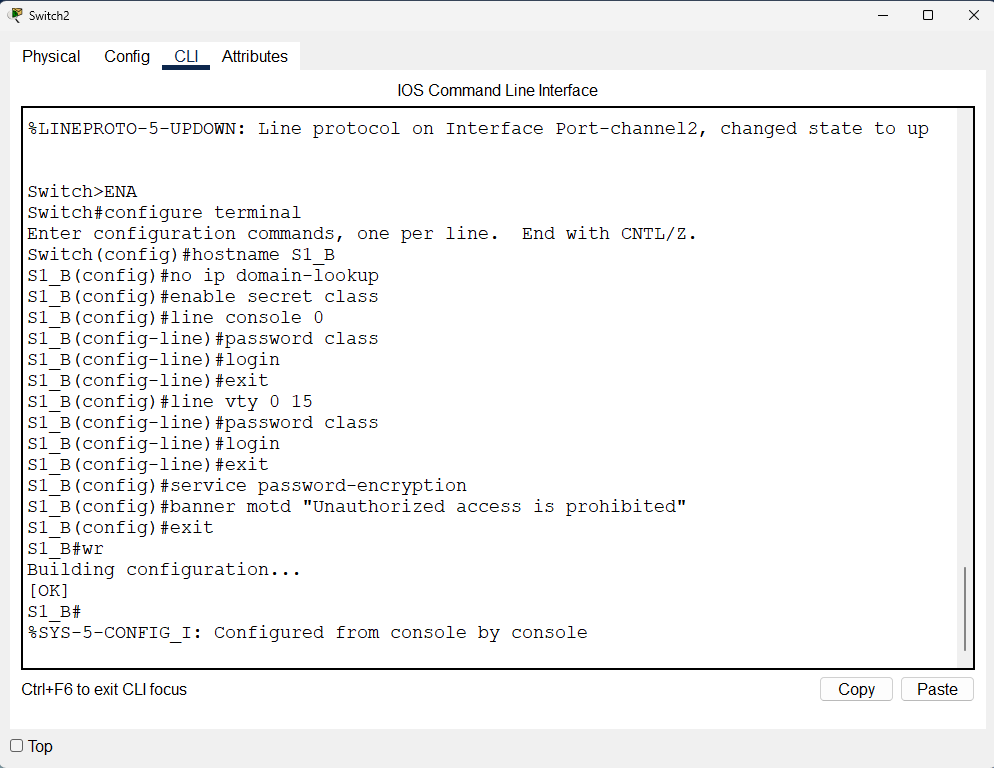 Switch2
Physical Config CLI Attributes
IOS Command Line Interface
%LINEPROTO-5-UPDOWN: Line protocol on Interface Port-channel2, changed state to up
Switch>ENA
Switch#configure terminal
Enter configuration commands, one per line.  End with CNTL/Z.
Switch(config)#hostname S1_B
S1_B(config)#no ip domain-lookup
S1_B(config)#enable secret class
S1_B(config)#line console 0
S1_B(config-line)#password class
S1_B(config-line)#login
S1_B(config-line)#exit
S1_B(config)#line vty 0 15
S1_B(config-line)#password class
S1_B(config-line)#login
S1_B(config-line)#exit
S1_B(config)#service password-encryption
S1_B(config)#banner motd "Unauthorized access is prohibited"
S1_B(config)#exit
S1_B#wr
Building configuration...
[OK]
S1_B#
%SYS-5-CONFIG_I: Configured from console by console
Ctrl+F6 to exit CLI focus
Copy Paste
Top